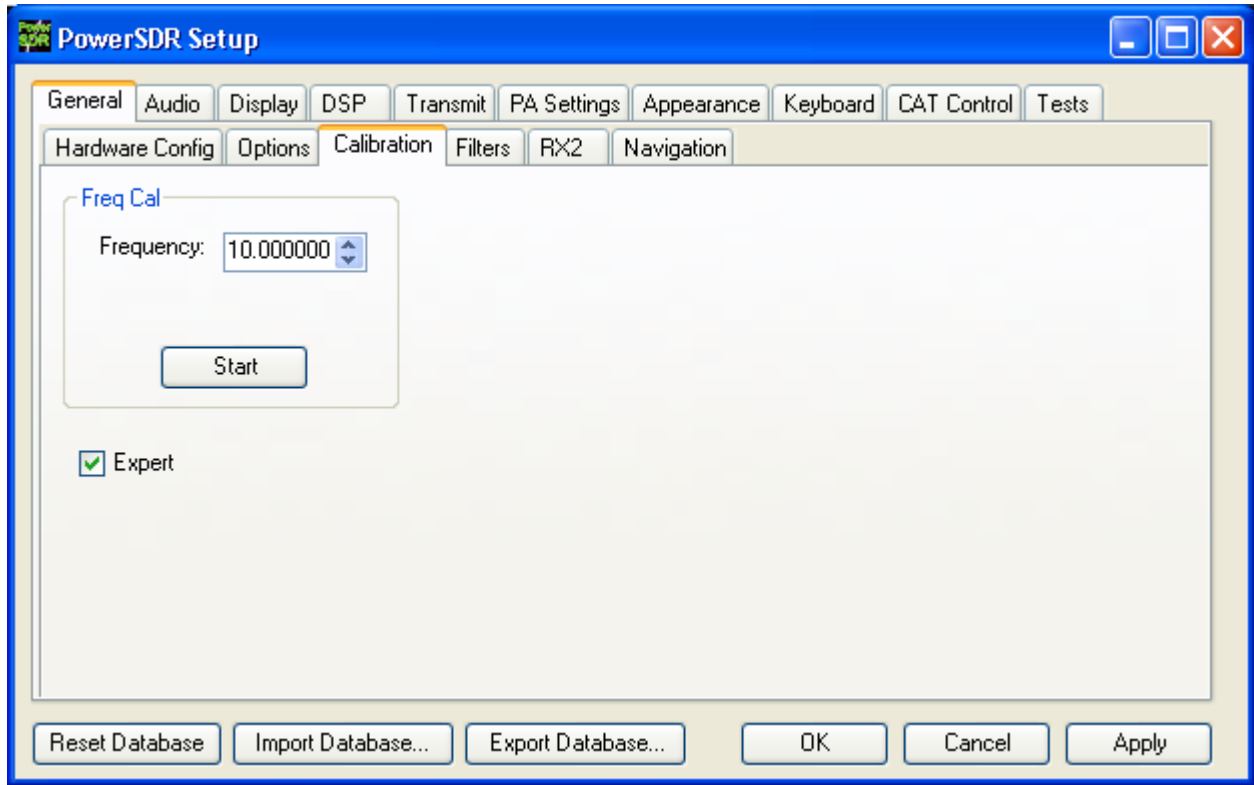 PowerSDR PowerSDR Setup
General Audio Display DSP Transmit PA Settings Appearance Keyboard CAT Control Tests
Hardware Config Options Calibration Filters RX2 Navigation
Freq Cal
Frequency: 10.000000
Start
Expert
Reset Database Import Database... Export Database... OK Cancel Apply